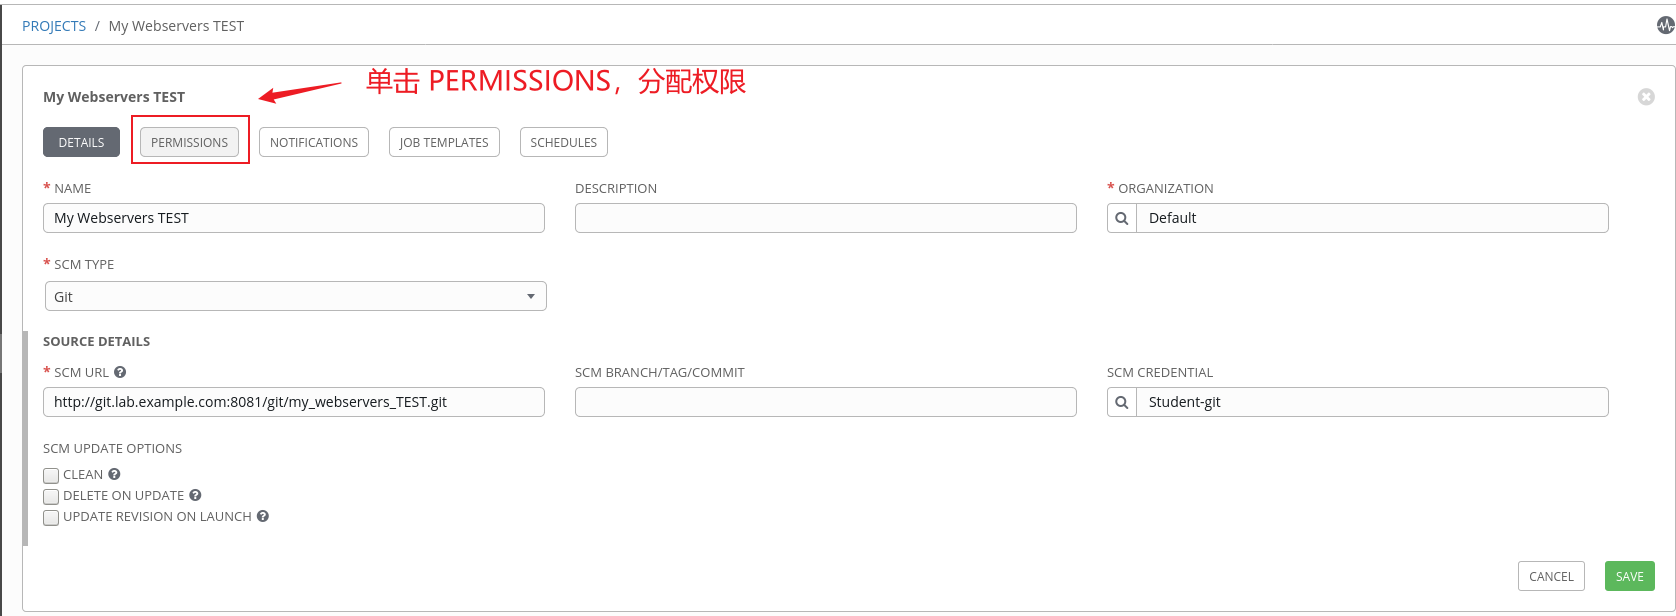 PROJECTS / My Webservers TEST
单击 PERMISSIONS，分配权限
My Webservers TEST
DETAILS PERMISSIONS NOTIFICATIONS JOB TEMPLATES SCHEDULES
* NAME DESCRIPTION * ORGANIZATION
My Webservers TEST Default
* SCM TYPE
Git
SOURCE DETAILS
* SCM URL ? SCM BRANCH/TAG/COMMIT SCM CREDENTIAL
http://git.lab.example.com:8081/git/my_webservers_TEST.git Student-git
SCM UPDATE OPTIONS
CLEAN ?
DELETE ON UPDATE ?
UPDATE REVISION ON LAUNCH ?
CANCEL SAVE